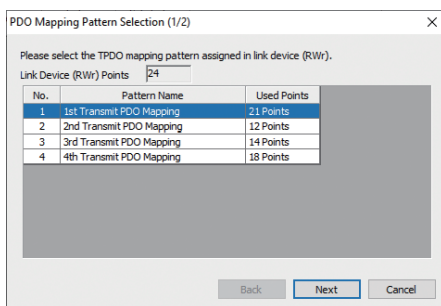 PDO Mapping Pattern Selection (1/2)
Please select the TPDO mapping pattern assigned in link device (RWr).
Link Device (RWr) Points 24
No. Pattern Name Used Points
1 1st Transmit PDO Mapping 21 Points
2 2nd Transmit PDO Mapping 12 Points
3 3rd Transmit PDO Mapping 14 Points
4 4th Transmit PDO Mapping 18 Points
Back Next Cancel